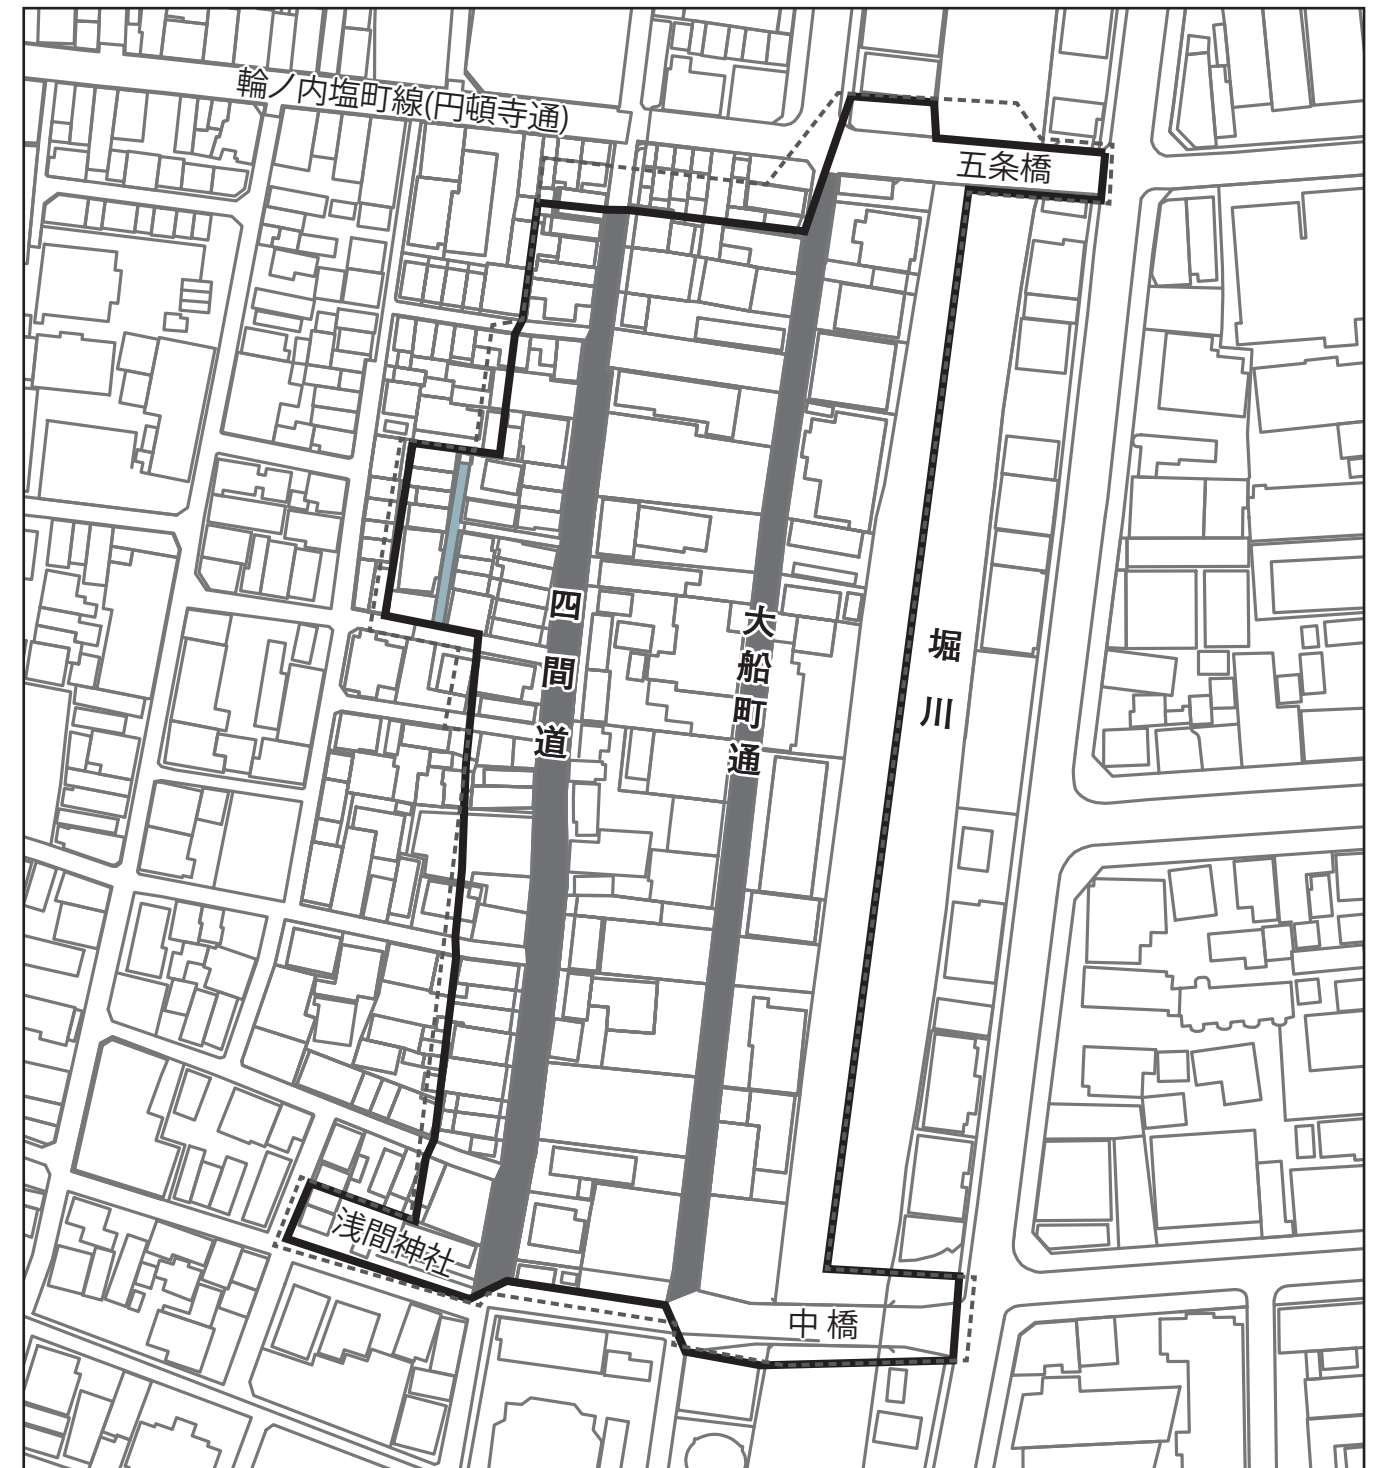 輪ノ内塩町線(円頓寺通)
五条橋
四間道
大船町通
堀川
浅間神社
中橋